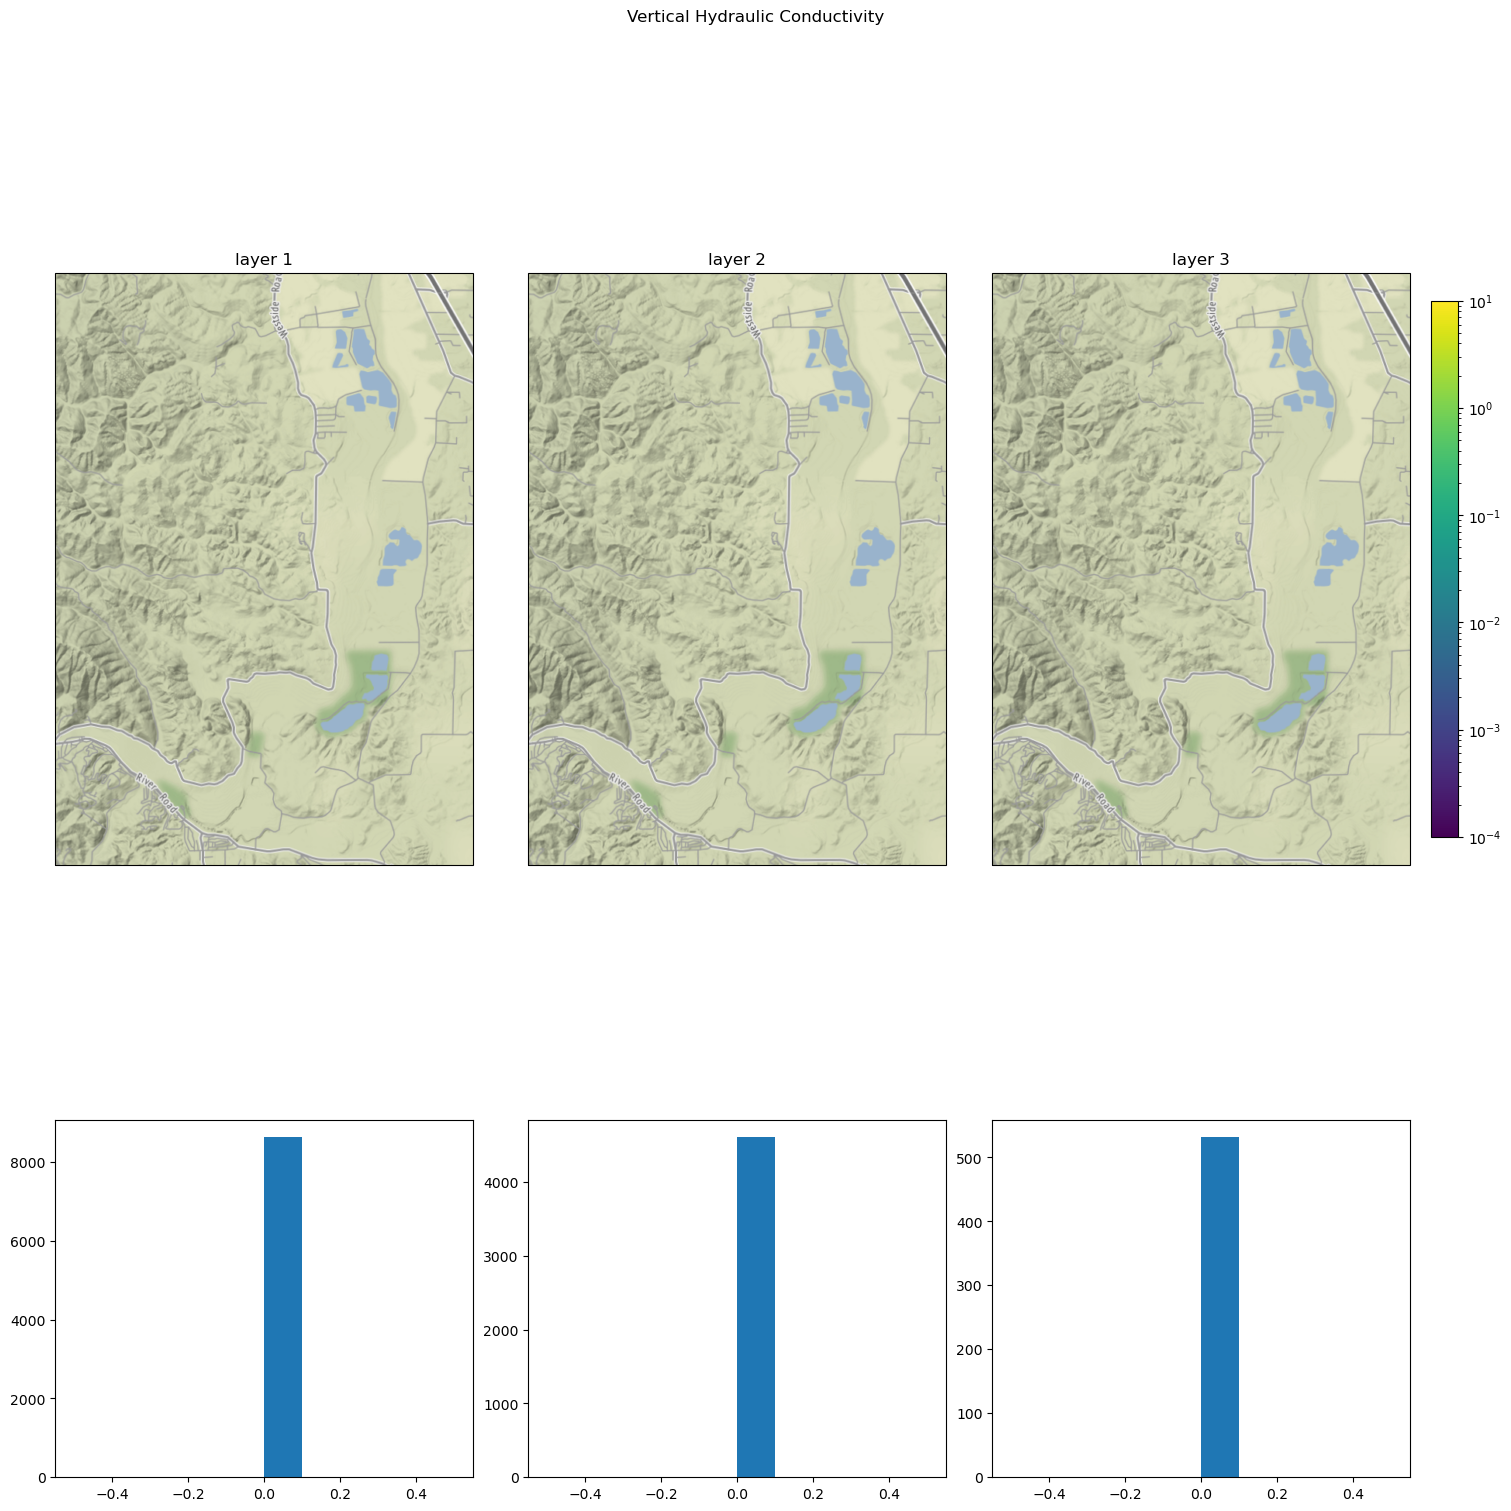 Vertical Hydraulic Conductivity
layer 1
layer 2
layer 3
Westside Road
Westside Road
Westside Road
River Road
River Road
River Road
10^1
10^0
10^-1
10^-2
10^-3
10^-4
8000
6000
4000
2000
0
−0.4 −0.2 0.0 0.2 0.4
4000
3000
2000
1000
0
−0.4 −0.2 0.0 0.2 0.4
500
400
300
200
100
0
−0.4 −0.2 0.0 0.2 0.4